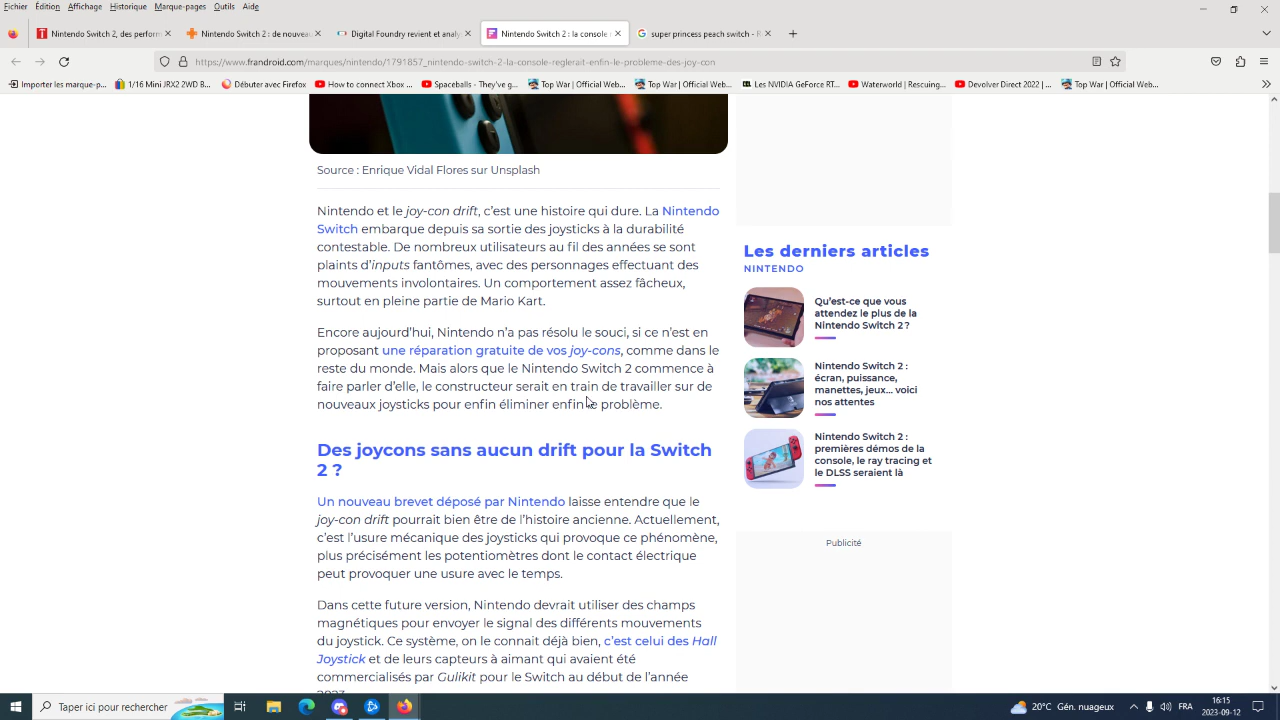 Fichier Édition Affichage Historique Marque-pages Outils Aide
Nintendo Switch 2, des perform
Nintendo Switch 2 : de nouveau
Digital Foundry revient et analy
Nintendo Switch 2 : la console r
super princess peach switch - R
https://www.frandroid.com/marques/nintendo/1791857_nintendo-switch-2-la-console-reglerait-enfin-le-probleme-des-joy-con
Importer les marque-p...
1/16 Mini JRX2 2WD B...
Débuter avec Firefox
How to connect Xbox ...
Spaceballs - They've g...
Top War | Official Web...
Top War | Official Web...
Les NVIDIA GeForce RT...
Waterworld | Rescuing...
Devolver Direct 2022 | ...
Top War | Official Web...
Source : Enrique Vidal Flores sur Unsplash
Nintendo et le joy-con drift, c'est une histoire qui dure. La Nintendo
Switch embarque depuis sa sortie des joysticks à la durabilité
contestable. De nombreux utilisateurs au fil des années se sont
plaints d'inputs fantômes, avec des personnages effectuant des
mouvements involontaires. Un comportement assez fâcheux,
surtout en pleine partie de Mario Kart.
Encore aujourd'hui, Nintendo n'a pas résolu le souci, si ce n'est en
proposant une réparation gratuite de vos joy-cons, comme dans le
reste du monde. Mais alors que le Nintendo Switch 2 commence à
faire parler d'elle, le constructeur serait en train de travailler sur de
nouveaux joysticks pour enfin éliminer enfin le problème.
Des joycons sans aucun drift pour la Switch
2 ?
Un nouveau brevet déposé par Nintendo laisse entendre que le
joy-con drift pourrait bien être de l'histoire ancienne. Actuellement,
c'est l'usure mécanique des joysticks qui provoque ce phénomène,
plus précisément les potentiomètres dont le contact électrique
peut provoquer une usure avec le temps.
Dans cette future version, Nintendo devrait utiliser des champs
magnétiques pour envoyer le signal des différents mouvements
du joystick. Ce système, on le connait déjà bien, c'est celui des Hall
Joystick et de leurs capteurs à aimant qui avaient été
commercialisés par Gulikit pour le Switch au début de l'année
2023.
Les derniers articles
NINTENDO
Qu'est-ce que vous
attendez le plus de la
Nintendo Switch 2 ?
Nintendo Switch 2 :
écran, puissance,
manettes, jeux... voici
nos attentes
Nintendo Switch 2 :
premières démos de la
console, le ray tracing et
le DLSS seraient là
Publicité
Taper ici pour rechercher
20°C Gén. nuageux
FRA
16:15
2023-09-12